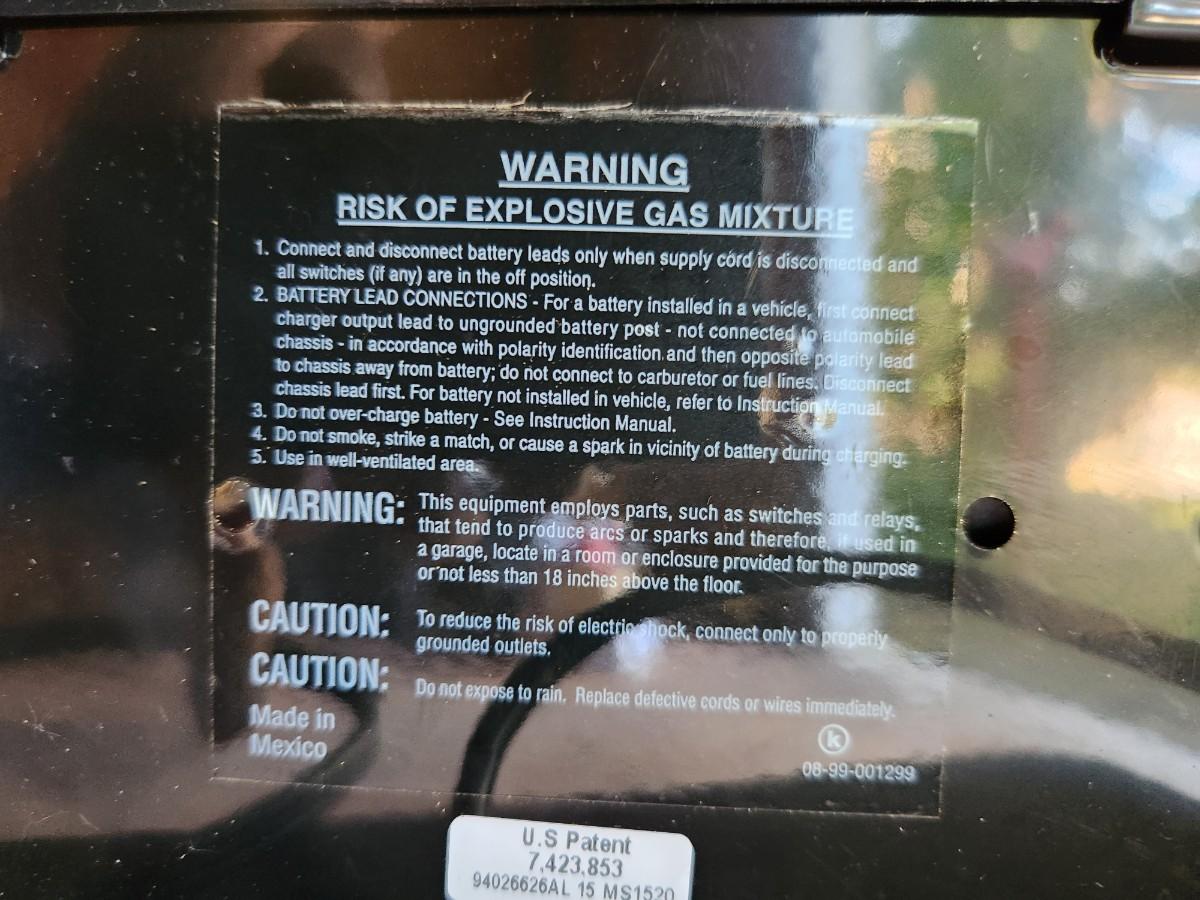 WARNING
RISK OF EXPLOSIVE GAS MIXTURE
1. Connect and disconnect battery leads only when supply cord is disconnected and
all switches (if any) are in the off position.
2. BATTERY LEAD CONNECTIONS - For a battery installed in a vehicle, first connect
charger output lead to ungrounded battery post - not connected to automobile
chassis - in accordance with polarity identification and then opposite polarity lead
to chassis away from battery; do not connect to carburetor or fuel lines. Disconnect
chassis lead first. For battery not installed in vehicle, refer to Instruction Manual.
3. Do not over-charge battery - See Instruction Manual.
4. Do not smoke, strike a match, or cause a spark in vicinity of battery during charging.
5. Use in well-ventilated area.
WARNING: This equipment employs parts, such as switches and relays,
that tend to produce arcs or sparks and therefore, if used in
a garage, locate in a room or enclosure provided for the purpose
or not less than 18 inches above the floor.
CAUTION: To reduce the risk of electric shock, connect only to properly
grounded outlets.
CAUTION: Do not expose to rain. Replace defective cords or wires immediately.
Made in
Mexico
k
08-99-001299
U.S Patent
7,423,853
94026626AL 15 MS1520